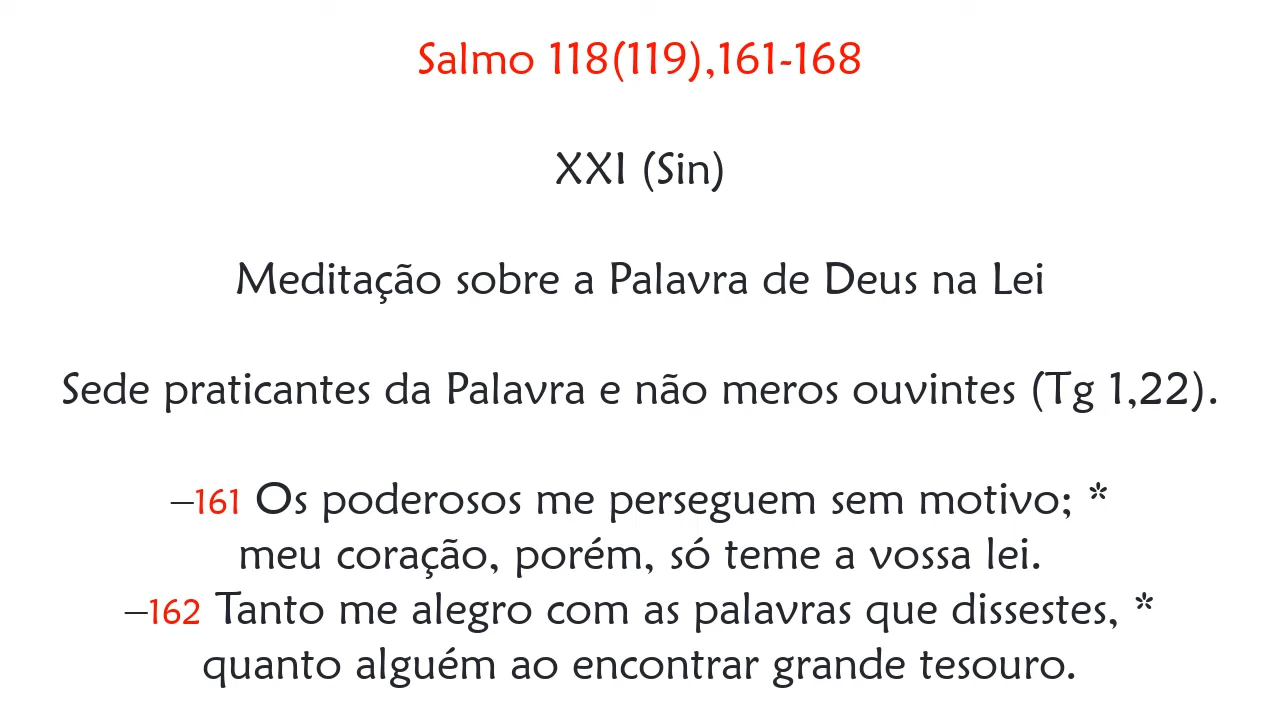 Salmo 118(119),161-168
XXI (Sin)
Meditação sobre a Palavra de Deus na Lei
Sede praticantes da Palavra e não meros ouvintes (Tg 1,22).
–161 Os poderosos me perseguem sem motivo; *
meu coração, porém, só teme a vossa lei.
–162 Tanto me alegro com as palavras que dissestes, *
quanto alguém ao encontrar grande tesouro.